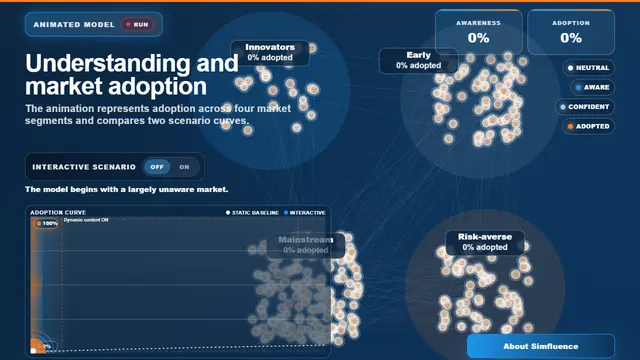 ANIMATED MODEL
RUN
Understanding and
market adoption
The animation represents adoption across four market
segments and compares two scenario curves.
INTERACTIVE SCENARIO
OFF
ON
The model begins with a largely unaware market.
AWARENESS
0%
ADOPTION
0%
NEUTRAL
AWARE
CONFIDENT
ADOPTED
Innovators
0% adopted
Early
0% adopted
Mainstream
0% adopted
Risk-averse
0% adopted
ADOPTION CURVE
STATIC BASELINE
INTERACTIVE
100%
Dynamic content ON
About Simfluence